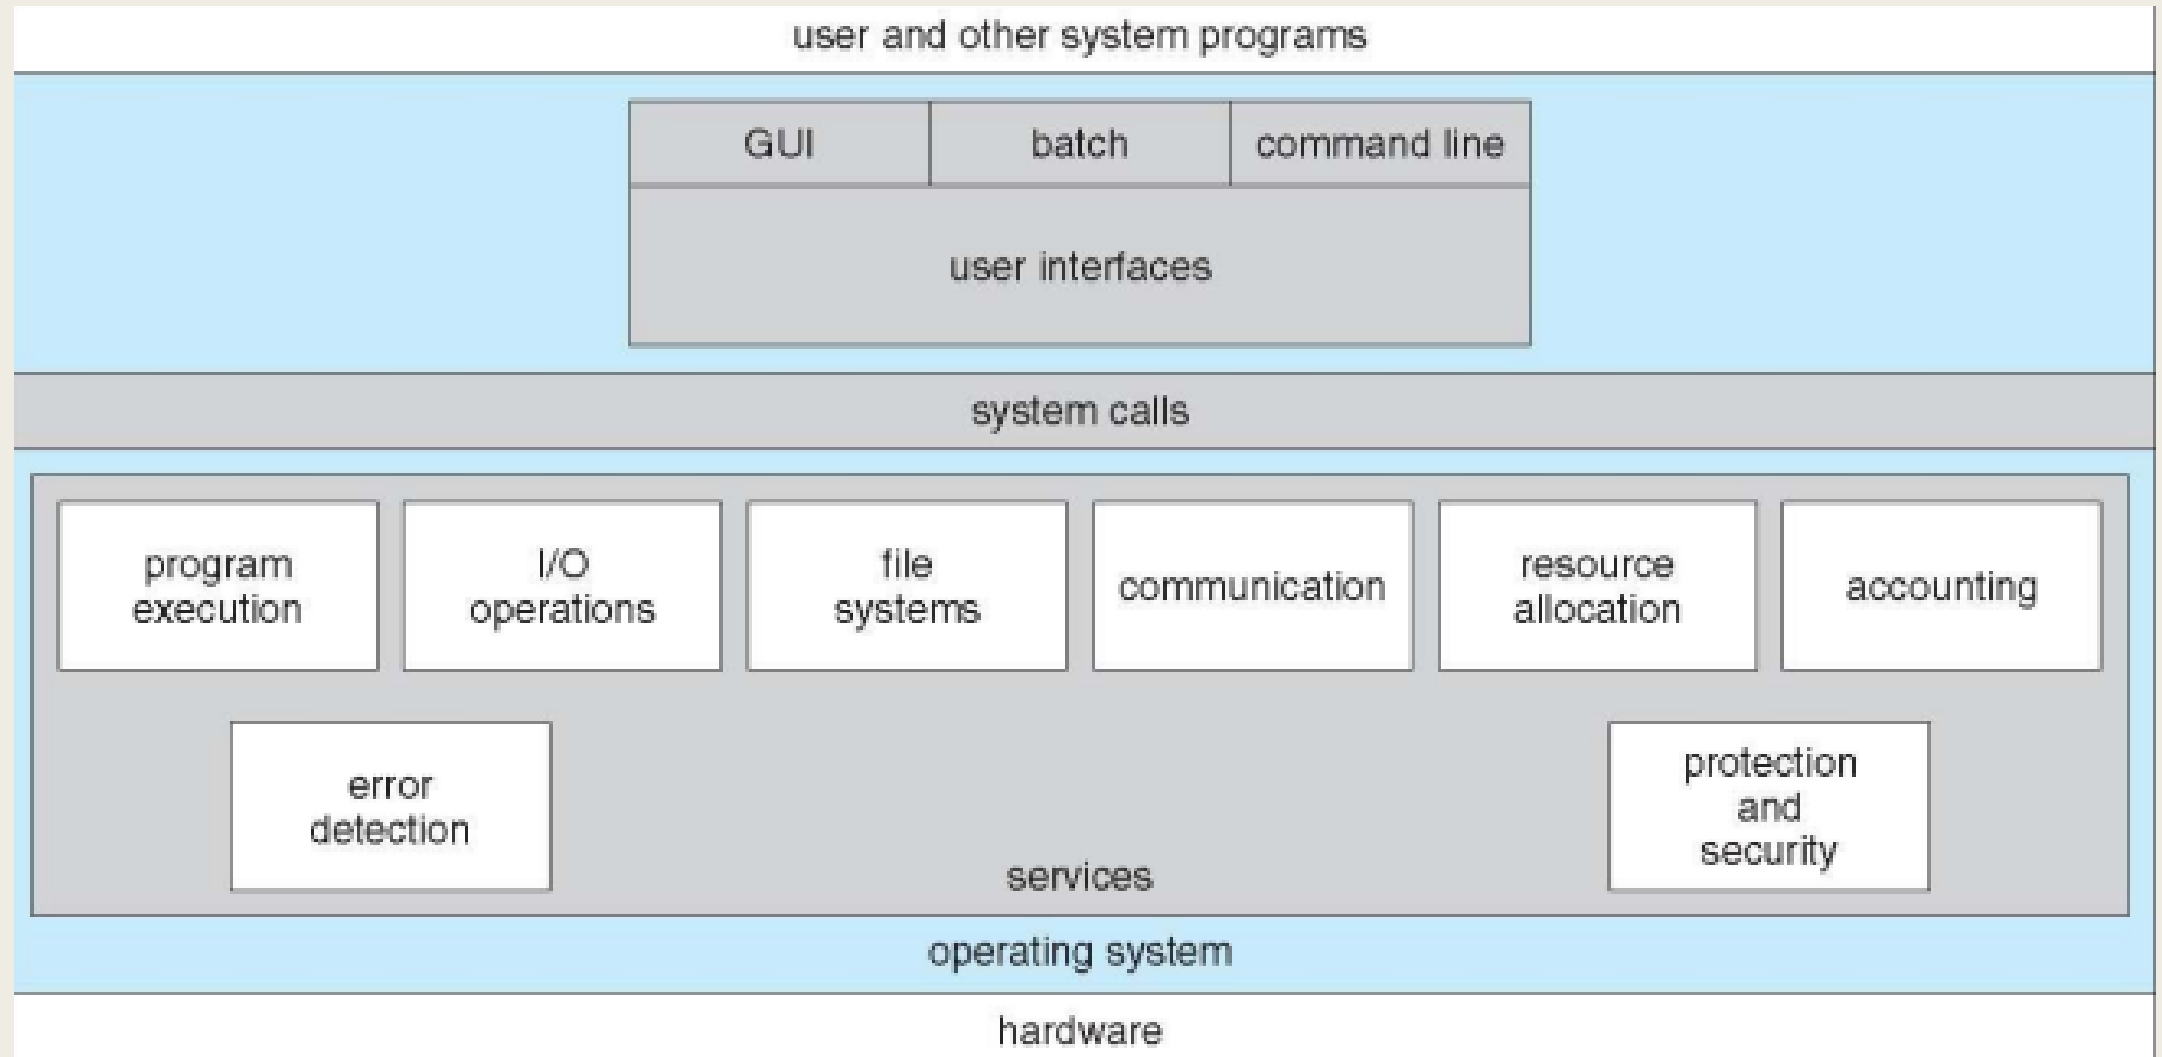 user and other system programs
GUI
batch
command line
user interfaces
system calls
program
execution
I/O
operations
file
systems
communication
resource
allocation
accounting
error
detection
protection
and
security
services
operating system
hardware